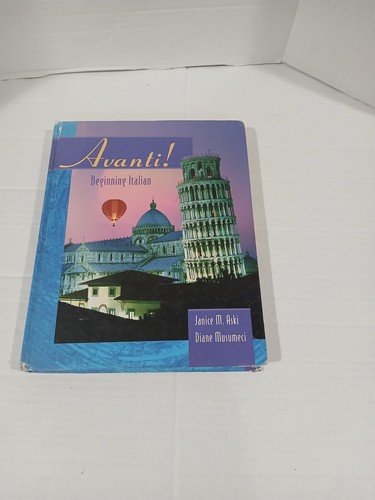 Avanti!
Beginning Italian
Janice M. Aski
Diane Musumeci